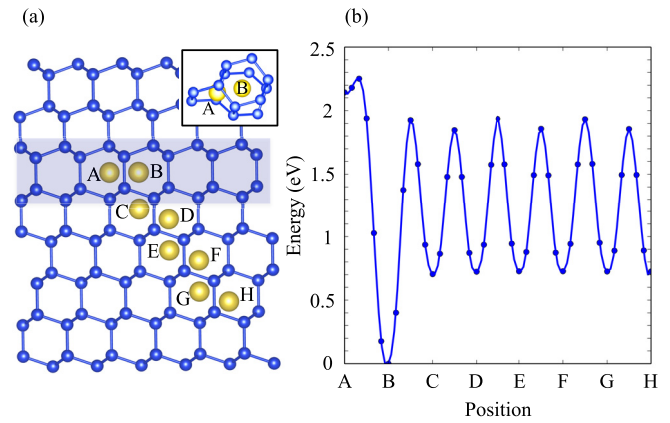 (a)
A
B
A
B
C
D
E
F
G
H
(b)
2.5
2
1.5
1
0.5
0
Energy (eV)
A B C D E F G H
Position